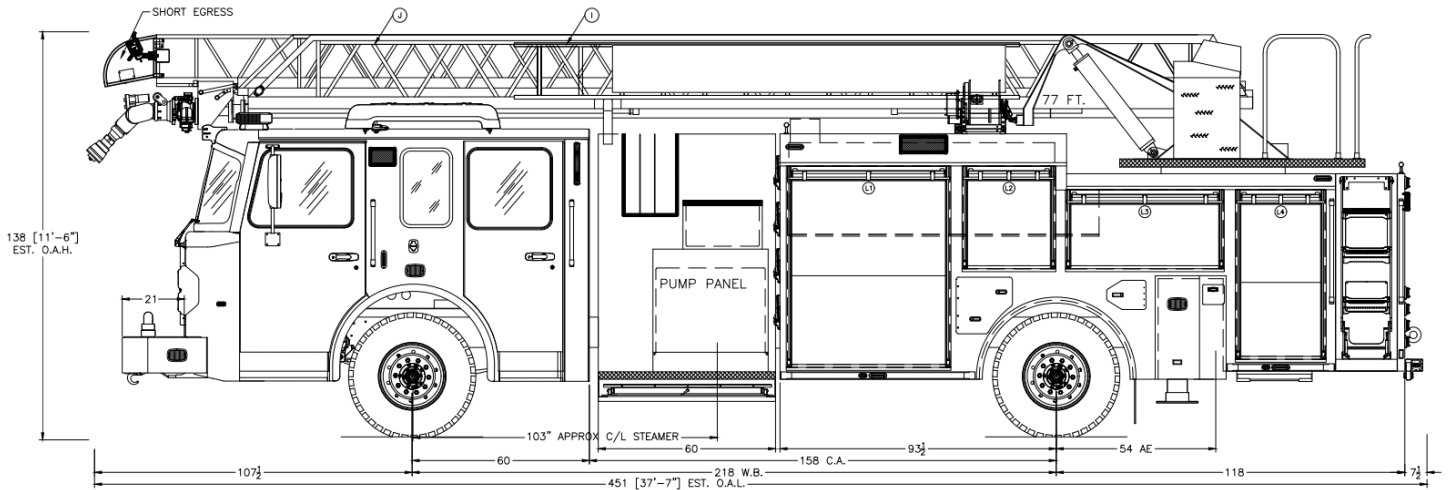 SHORT EGRESS
J
I
77 FT.
L1
L2
L3
L4
138 [11'-6"]
EST. O.A.H.
21
PUMP PANEL
103" APPROX C/L STEAMER
60
93½
54 AE
60
158 C.A.
107½
218 W.B.
118
7½
451 [37'-7"] EST. O.A.L.